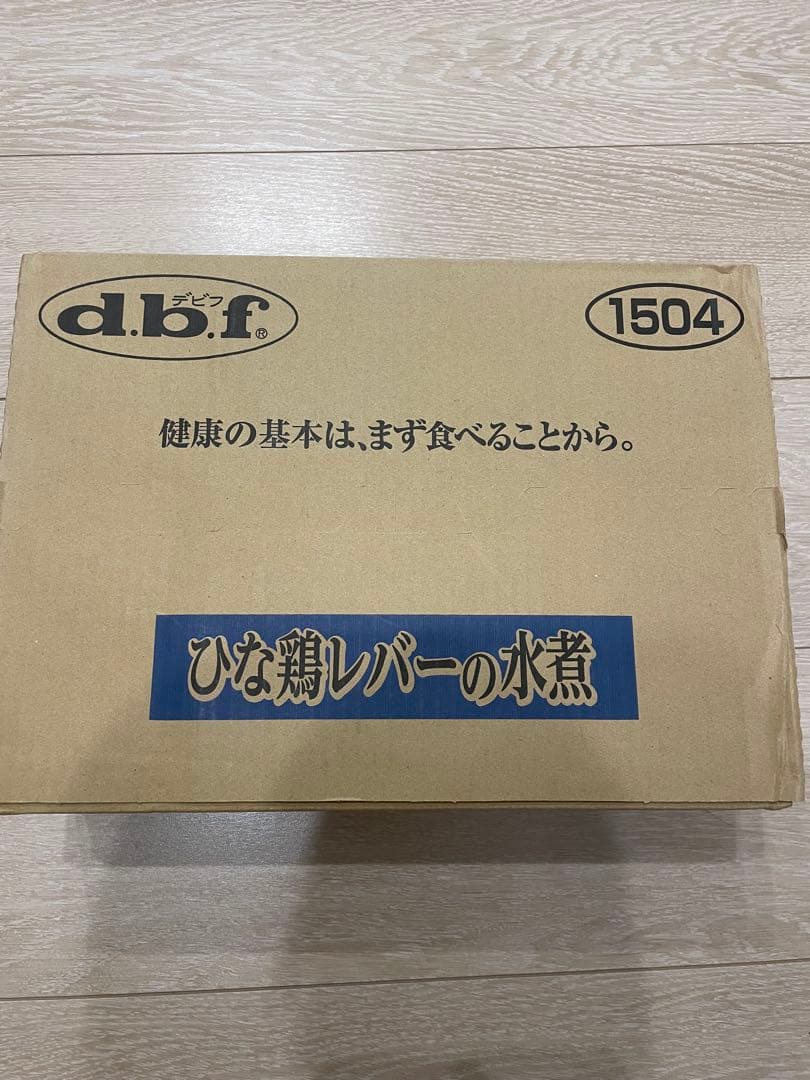 デビフ
d.b.f®
1504
健康の基本は、まず食べることから。
ひな鶏レバーの水煮